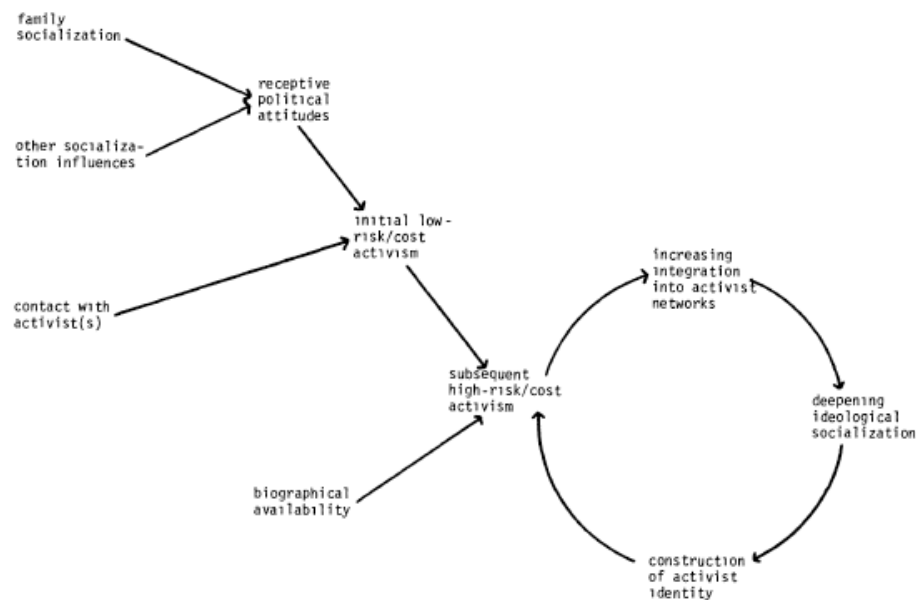 family
socialization
receptive
political
attitudes
other socializa-
tion influences
initial low-
risk/cost
activism
contact with
activist(s)
increasing
integration
into activist
networks
subsequent
high-risk/cost
activism
deepening
ideological
socialization
biographical
availability
construction
of activist
identity